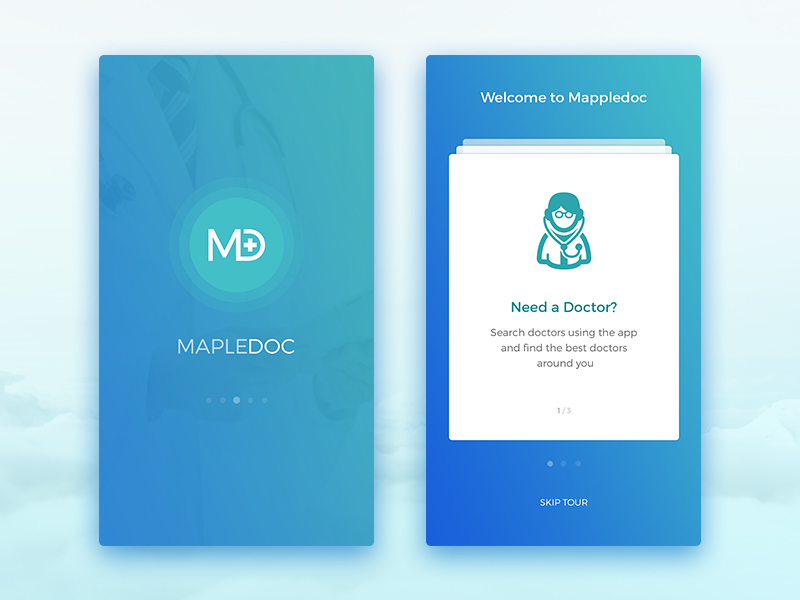 MD
MAPLEDOC
Welcome to Mappledoc
Need a Doctor?
Search doctors using the app
and find the best doctors
around you
1 / 3
SKIP TOUR